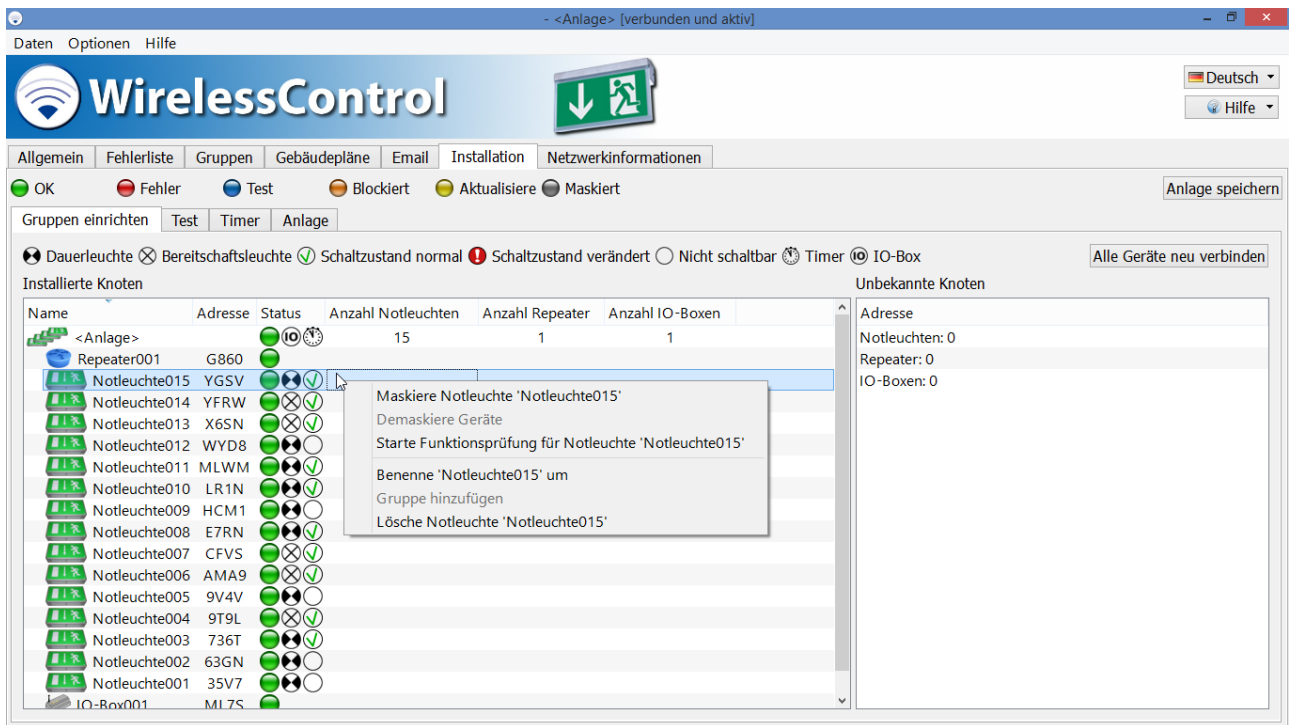 - <Anlage> [verbunden und aktiv]
Daten Optionen Hilfe
WirelessControl
Deutsch
Hilfe
Allgemein Fehlerliste Gruppen Gebäudepläne Email Installation Netzwerkinformationen
OK Fehler Test Blockiert Aktualisiere Maskiert Anlage speichern
Gruppen einrichten Test Timer Anlage
Dauerleuchte Bereitschaftsleuchte Schaltzustand normal Schaltzustand verändert Nicht schaltbar Timer IO IO-Box Alle Geräte neu verbinden
Installierte Knoten Unbekannte Knoten
Name Adresse Status Anzahl Notleuchten Anzahl Repeater Anzahl IO-Boxen Adresse
<Anlage> IO 15 1 1 Notleuchten: 0
Repeater001 G860 Repeater: 0
Notleuchte015 YGSV IO-Boxen: 0
Maskiere Notleuchte 'Notleuchte015'
Notleuchte014 YFRW
Demaskiere Geräte
Notleuchte013 X6SN
Starte Funktionsprüfung für Notleuchte 'Notleuchte015'
Notleuchte012 WYD8
Notleuchte011 MLWM
Benenne 'Notleuchte015' um
Notleuchte010 LR1N
Gruppe hinzufügen
Notleuchte009 HCM1
Lösche Notleuchte 'Notleuchte015'
Notleuchte008 E7RN
Notleuchte007 CFVS
Notleuchte006 AMA9
Notleuchte005 9V4V
Notleuchte004 9T9L
Notleuchte003 736T
Notleuchte002 63GN
Notleuchte001 35V7
IO-Box001 ML7S